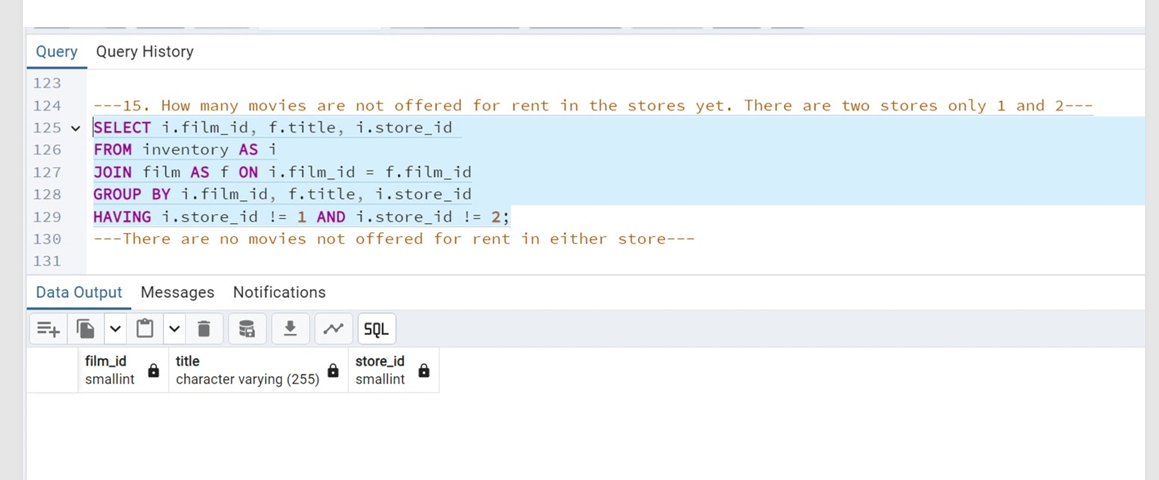 Query Query History
123
124 ---15. How many movies are not offered for rent in the stores yet. There are two stores only 1 and 2---
125 SELECT i.film_id, f.title, i.store_id
126 FROM inventory AS i
127 JOIN film AS f ON i.film_id = f.film_id
128 GROUP BY i.film_id, f.title, i.store_id
129 HAVING i.store_id != 1 AND i.store_id != 2;
130 ---There are no movies not offered for rent in either store---
131
Data Output Messages Notifications
SQL
film_id title store_id
smallint character varying (255) smallint